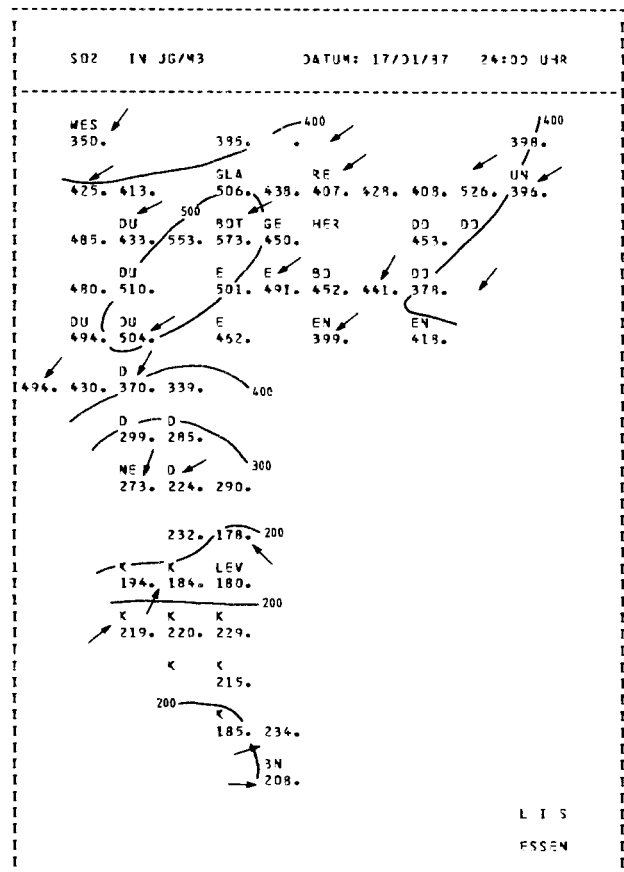 SO2 IN UG/M3 DATUM: 17/01/87 24:00 UHR
400 400
WES
350. 395. . 398.
GLA RE UN
425. 413. 506. 438. 407. 428. 408. 526. 396.
500
DU BOT GE HER DO DO
485. 433. 553. 573. 450. 453.
DU E E BO DO
480. 510. 501. 491. 452. 441. 378.
DU DU E EN EN
494. 504. 462. 399. 418.
D
494. 430. 370. 339.
400
D D
299. 285.
300
NE D
273. 224. 290.
232. 178. 200
K K LEV
194. 184. 180.
200
K K K
219. 220. 229.
K K
215.
200
K
185. 234.
BN
208.
L I S
ESSEN